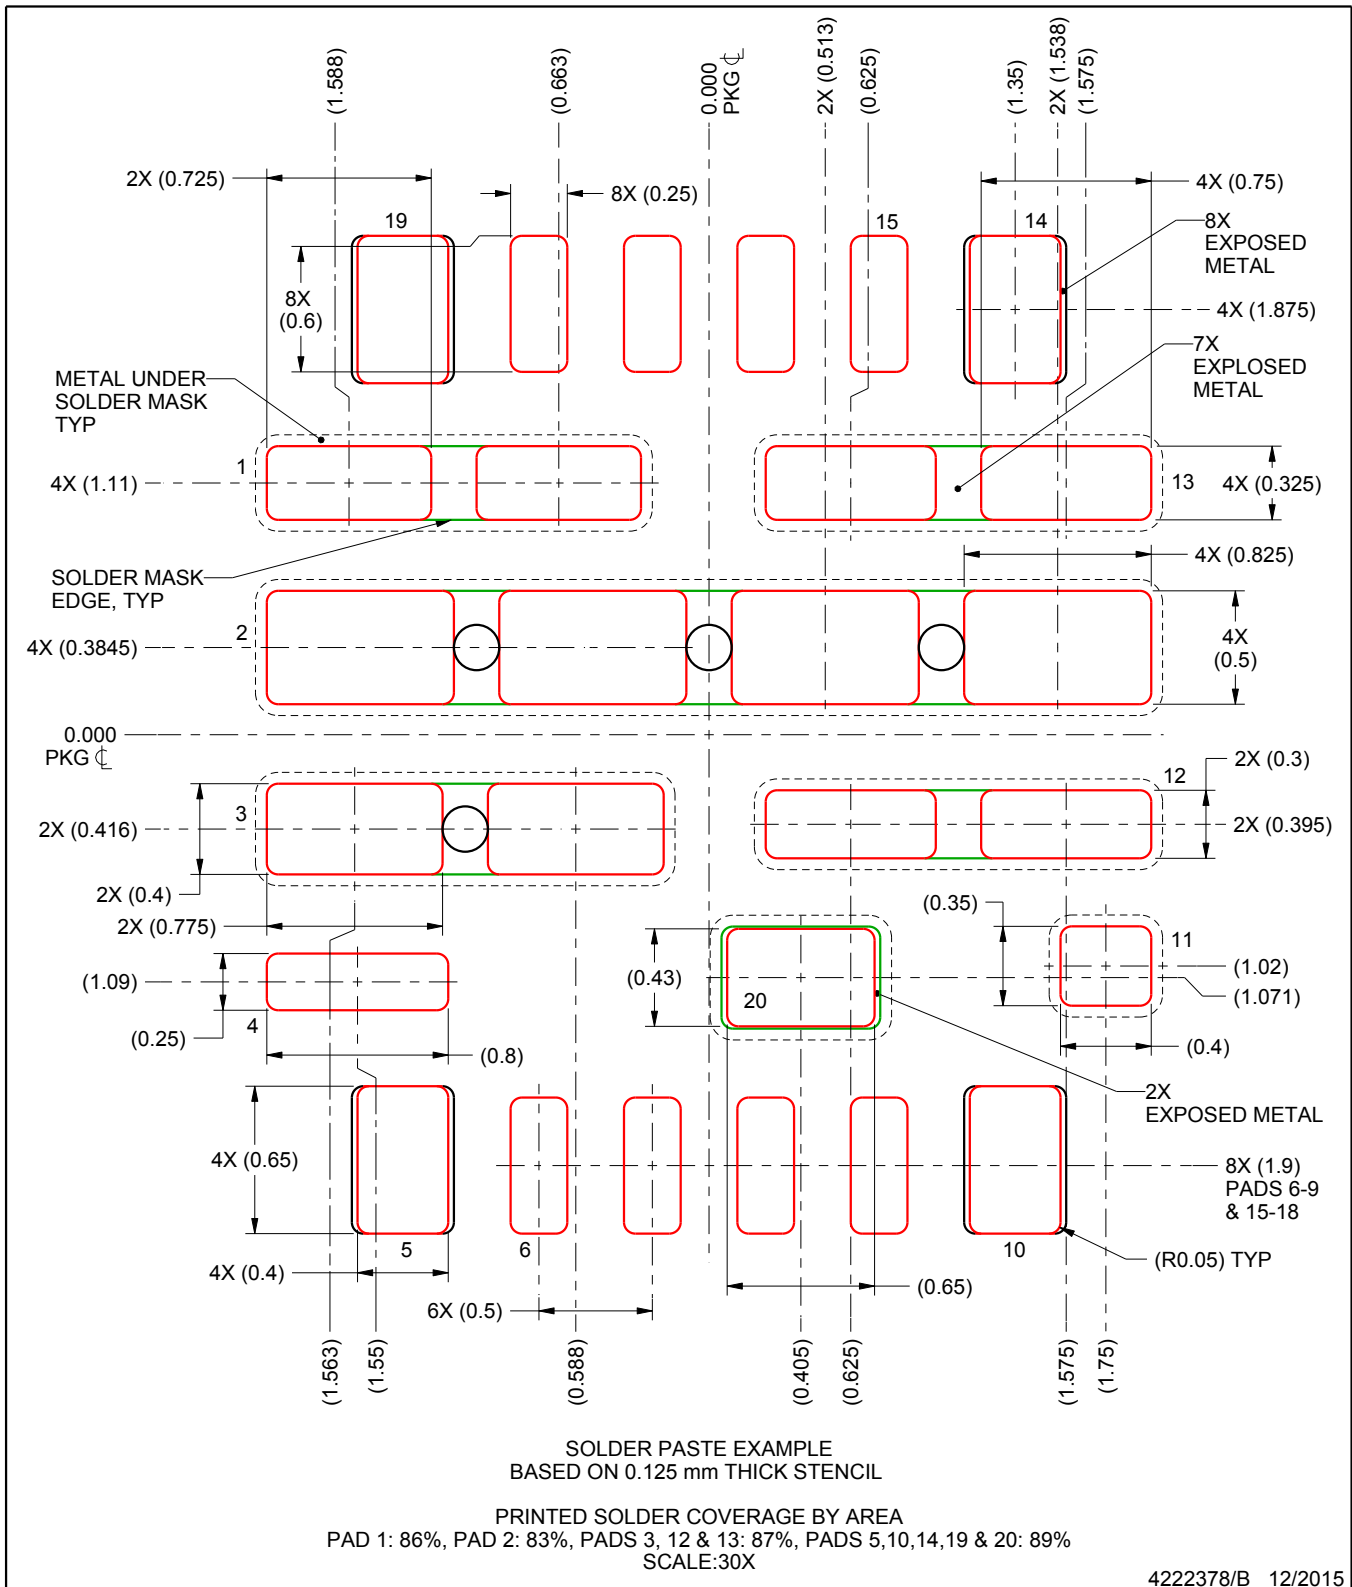 (1.588)
(0.663)
0.000
PKG ℄
2X (0.513)
(0.625)
(1.35)
2X (1.538)
(1.575)
2X (0.725)
8X (0.25)
4X (0.75)
19
15
14
8X
EXPOSED
METAL
8X
(0.6)
4X (1.875)
7X
EXPLOSED
METAL
METAL UNDER
SOLDER MASK
TYP
1
4X (1.11)
13
4X (0.325)
4X (0.825)
SOLDER MASK
EDGE, TYP
2
4X (0.3845)
4X
(0.5)
0.000
PKG ℄
12
2X (0.3)
3
2X (0.416)
2X (0.395)
2X (0.4)
2X (0.775)
(0.35)
11
(1.09)
(0.43)
(1.02)
(1.071)
20
4
(0.25)
(0.8)
(0.4)
2X
EXPOSED METAL
4X (0.65)
8X (1.9)
PADS 6-9
& 15-18
5
6
10
4X (0.4)
(R0.05) TYP
(0.65)
6X (0.5)
(1.563)
(1.55)
(0.588)
(0.405)
(0.625)
(1.575)
(1.75)
SOLDER PASTE EXAMPLE
BASED ON 0.125 mm THICK STENCIL
PRINTED SOLDER COVERAGE BY AREA
PAD 1: 86%, PAD 2: 83%, PADS 3, 12 & 13: 87%, PADS 5,10,14,19 & 20: 89%
SCALE:30X
4222378/B 12/2015